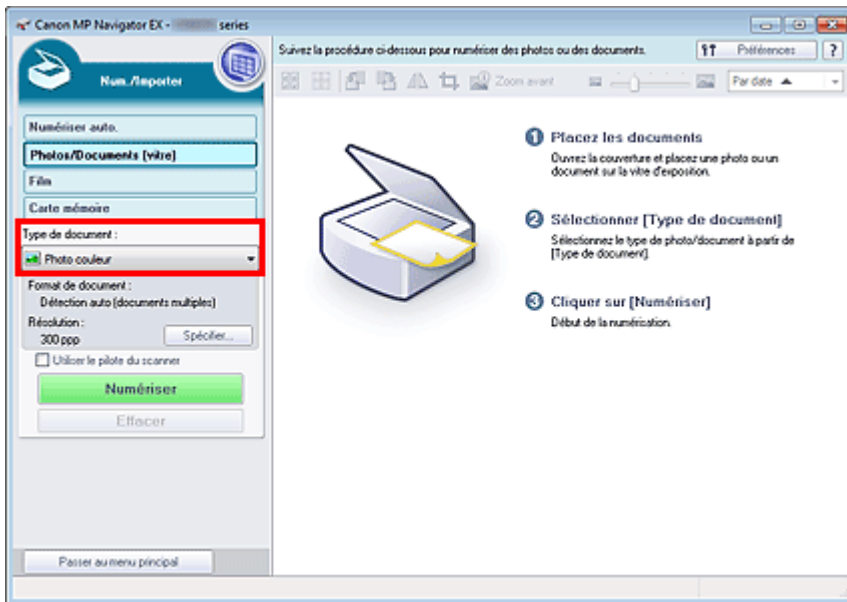 Canon MP Navigator EX - series
Num./Importer
Numériser auto.
Photos/Documents (vitre)
Film
Carte mémoire
Type de document :
Photo couleur
Format de document :
Détection auto (documents multiples)
Résolution :
300 ppp
Spécifier...
Utiliser le pilote du scanner
Numériser
Effacer
Passer au menu principal
Suivez la procédure ci-dessous pour numériser des photos ou des documents.
Préférences
?
Zoom avant
Par date
1 Placez les documents
Ouvrez la couverture et placez une photo ou un
document sur la vitre d'exposition.
2 Sélectionner [Type de document]
Sélectionnez le type de photo/document à partir de
[Type de document].
3 Cliquer sur [Numériser]
Début de la numérisation.